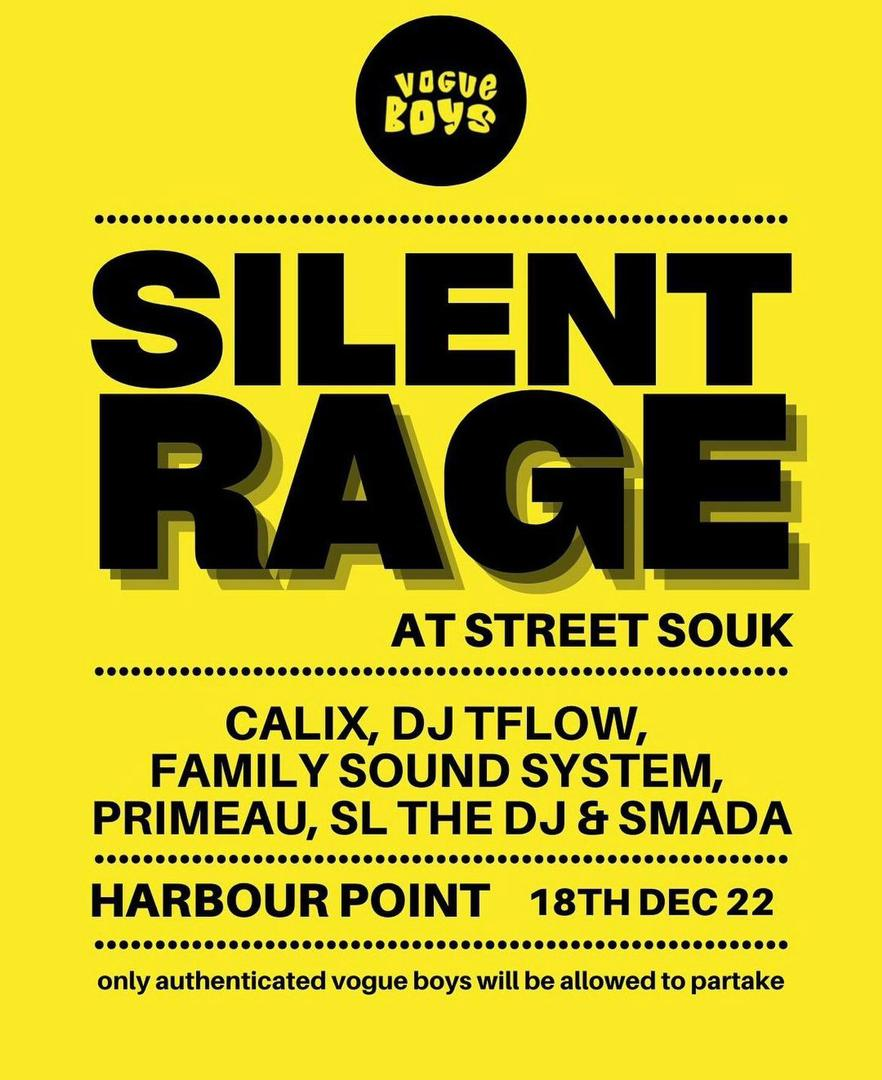 VOGUE
BOYS
SILENT
RAGE
AT STREET SOUK
CALIX, DJ TFLOW,
FAMILY SOUND SYSTEM,
PRIMEAU, SL THE DJ & SMADA
HARBOUR POINT 18TH DEC 22
only authenticated vogue boys will be allowed to partake